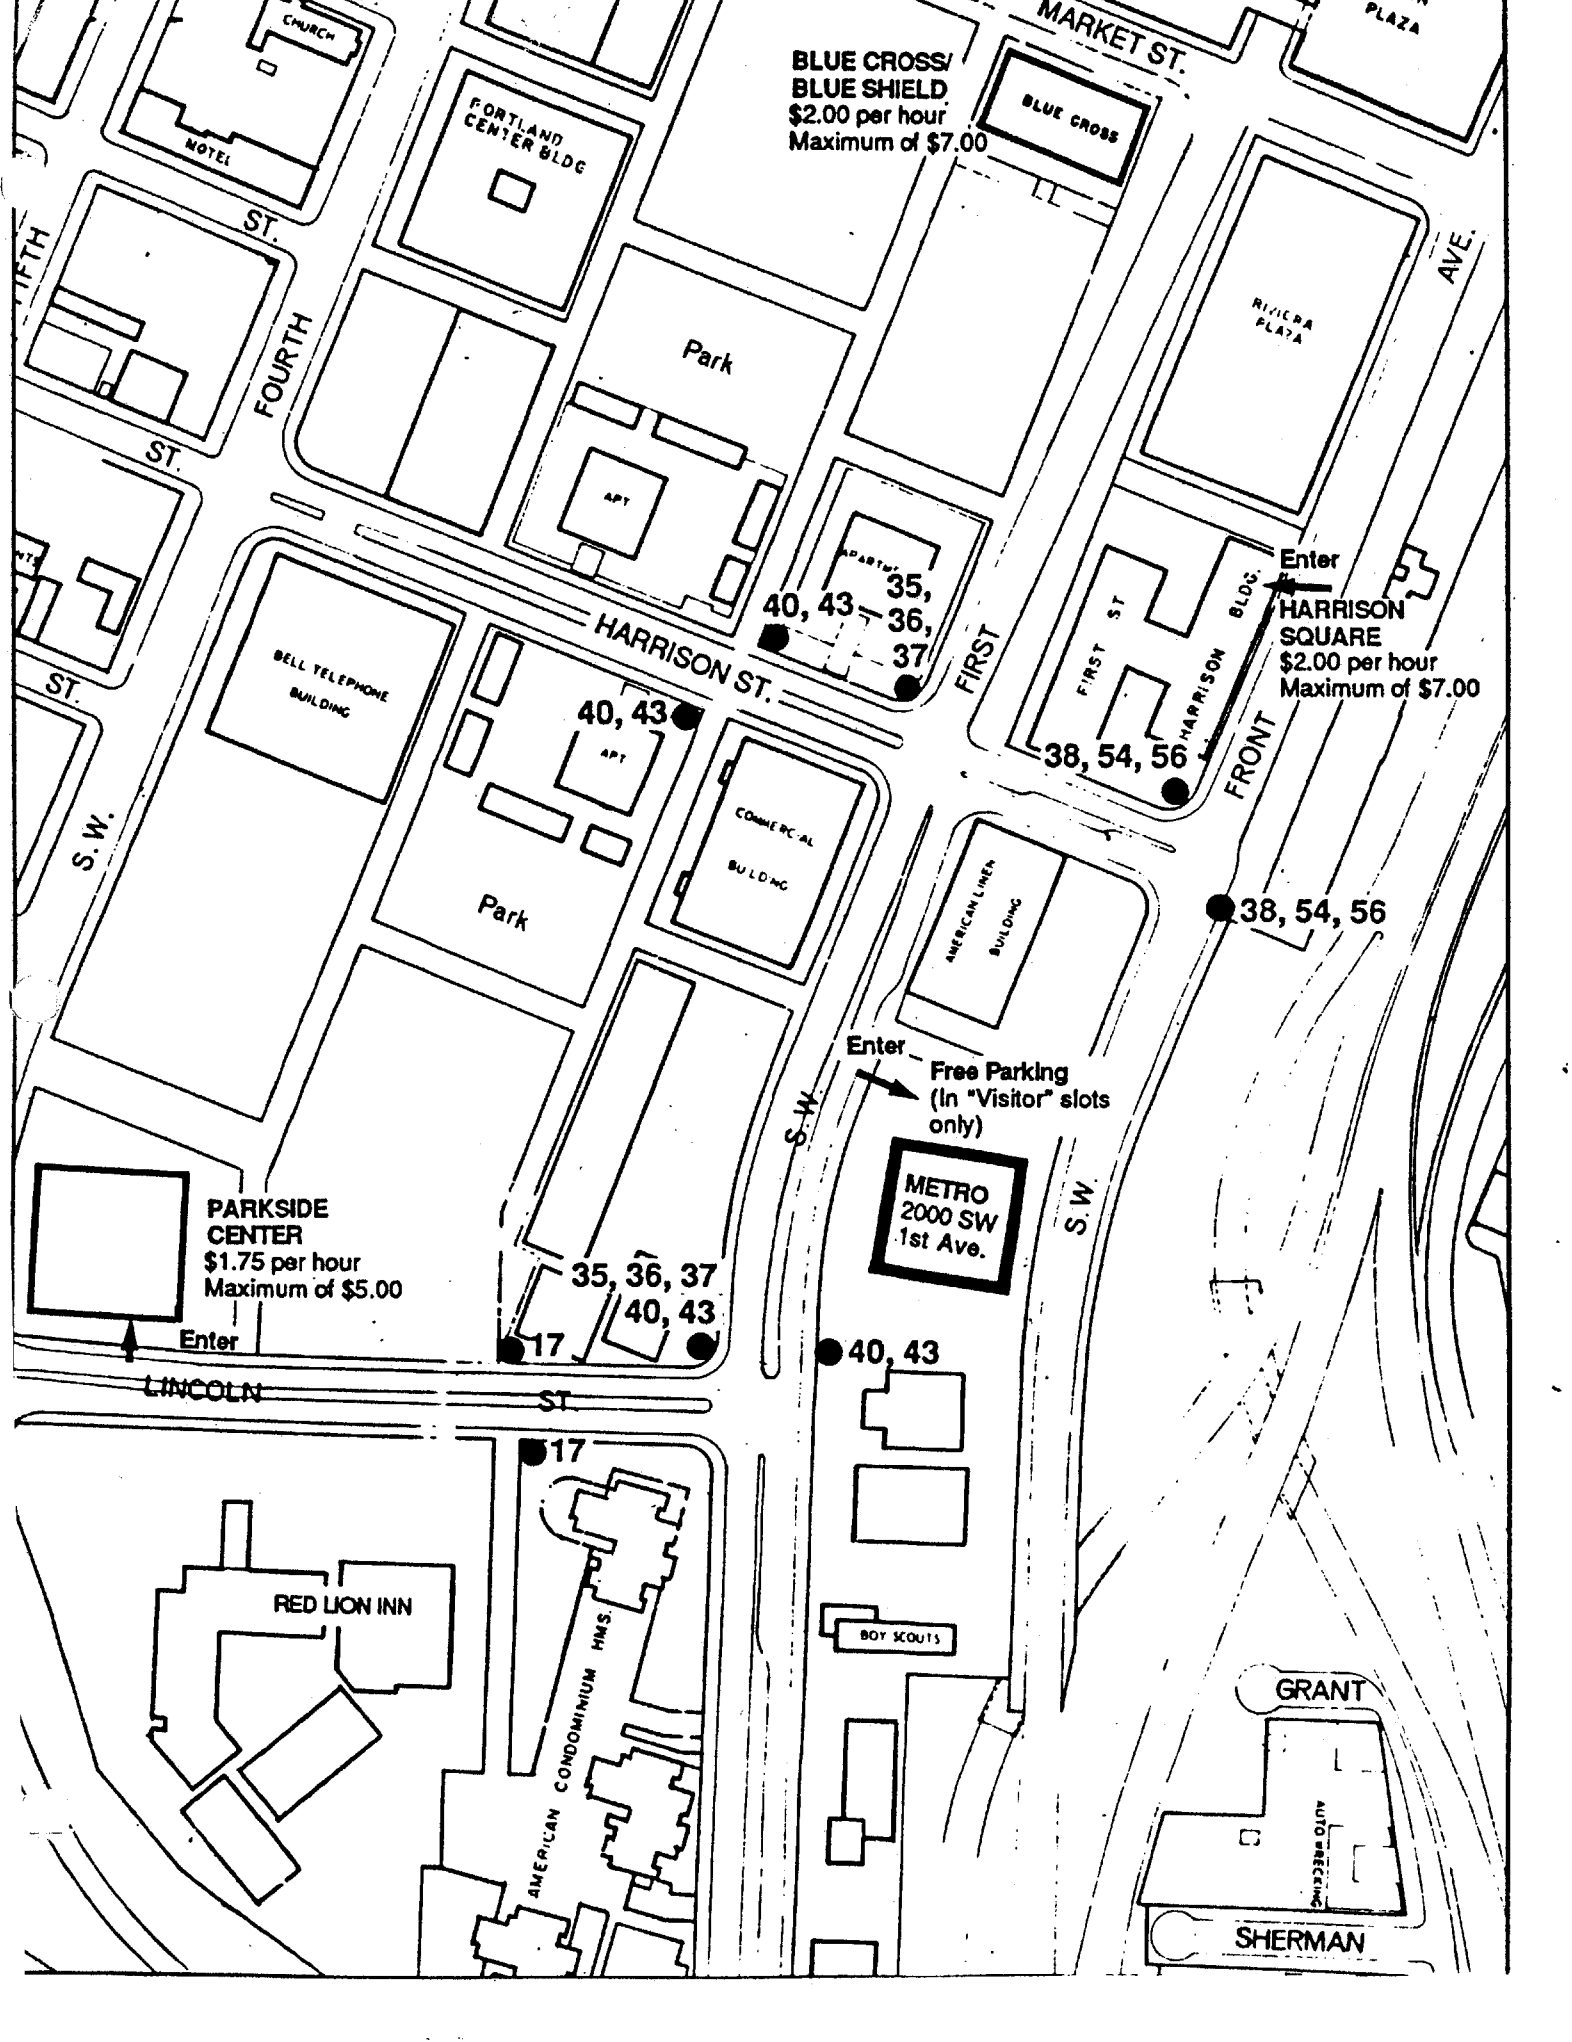 CHURCH
MARKET ST.
PLAZA
BLUE CROSS/
BLUE SHIELD
$2.00 per hour
Maximum of $7.00
BLUE CROSS
PORTLAND
CENTER BLDG
MOTEL
ST.
FIFTH
AVE.
RIVIERA
PLAZA
FOURTH
Park
ST.
APT
Enter
HARRISON
SQUARE
$2.00 per hour
Maximum of $7.00
40, 43
35,
36,
37
HARRISON ST.
FIRST
FIRST ST
HARRISON BLDG.
BELL TELEPHONE
BUILDING
ST.
40, 43
APT
38, 54, 56
FRONT
COMMERCIAL
BUILDING
S.W.
AMERICAN LINEN
BUILDING
Park
38, 54, 56
Enter
Free Parking
(In "Visitor" slots
only)
S.W.
METRO
2000 SW
1st Ave.
S.W.
PARKSIDE
CENTER
$1.75 per hour
Maximum of $5.00
35, 36, 37
40, 43
Enter
17
40, 43
LINCOLN ST.
17
RED LION INN
BOY SCOUTS
AMERICAN CONDOMINIUM HMS.
GRANT
AUTO WRECKING
SHERMAN